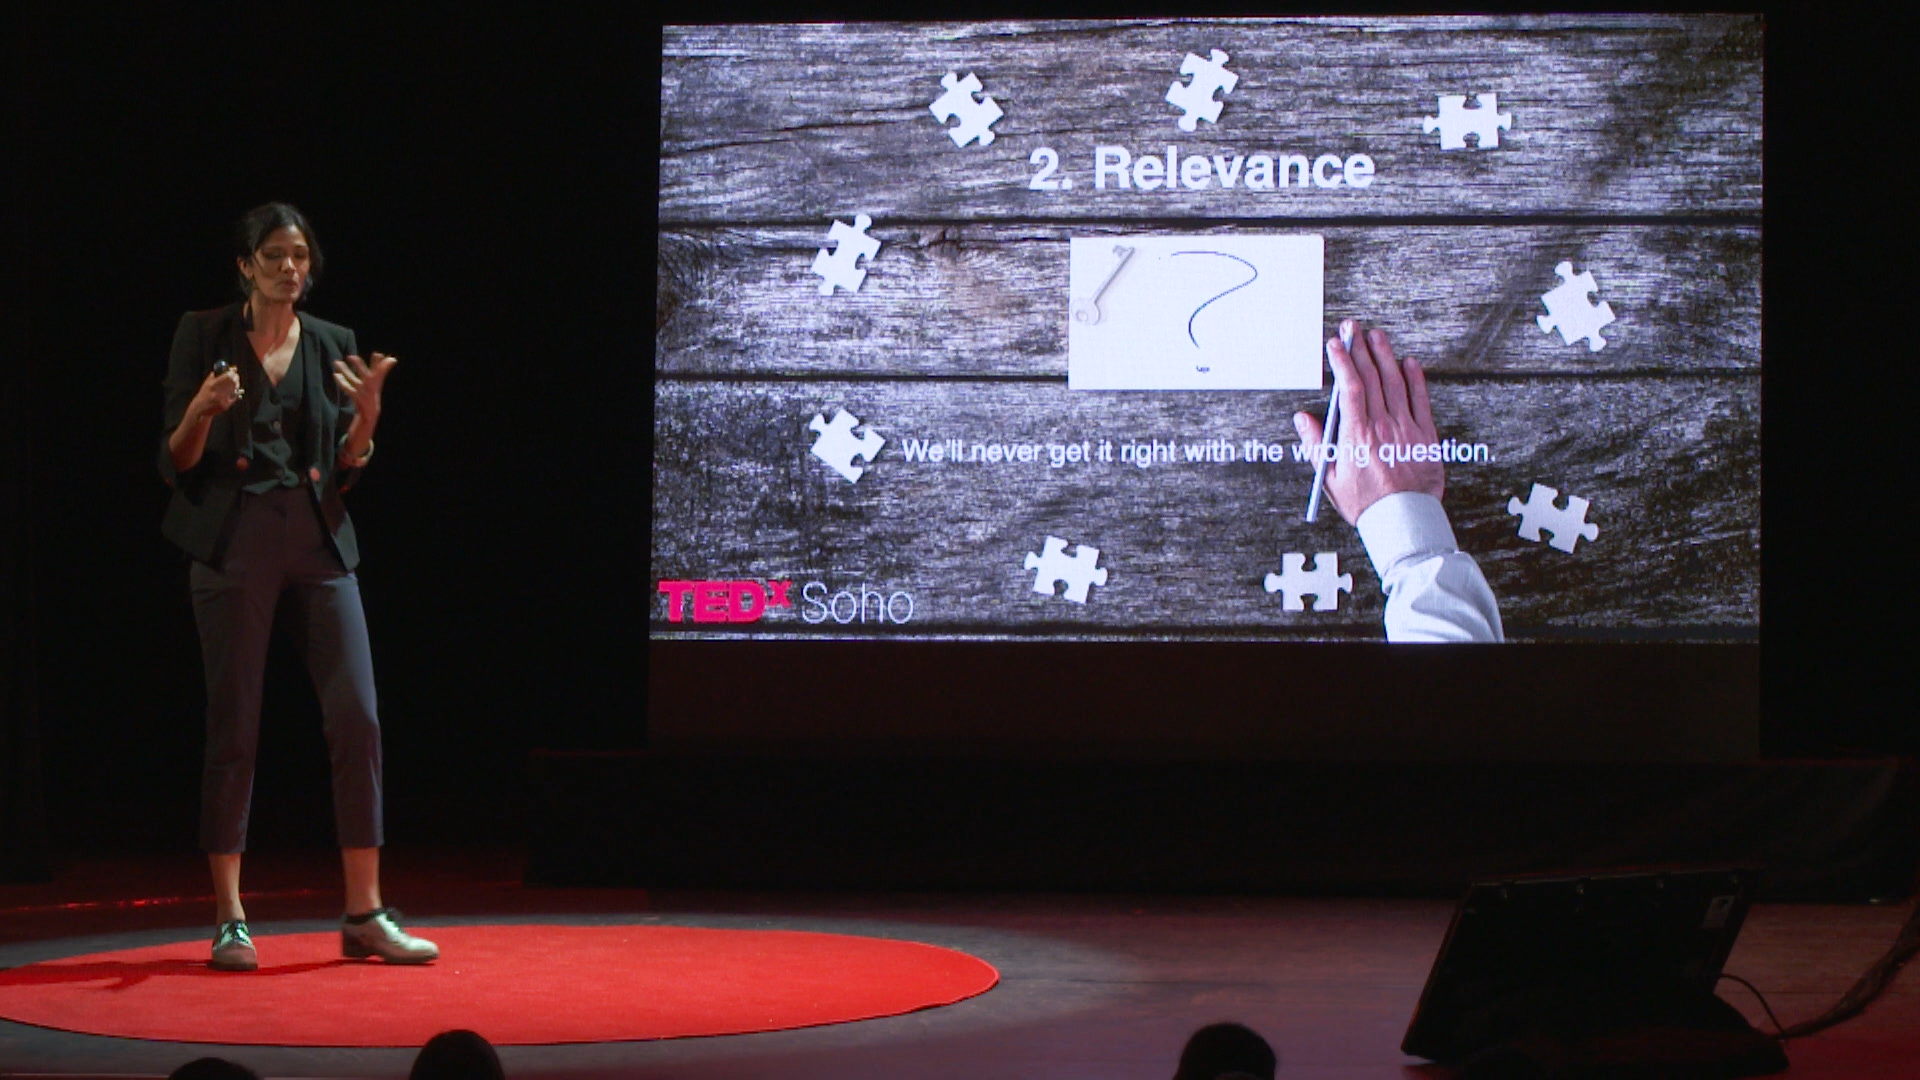 2. Relevance
We'll never get it right with the wrong question.
TEDx Soho